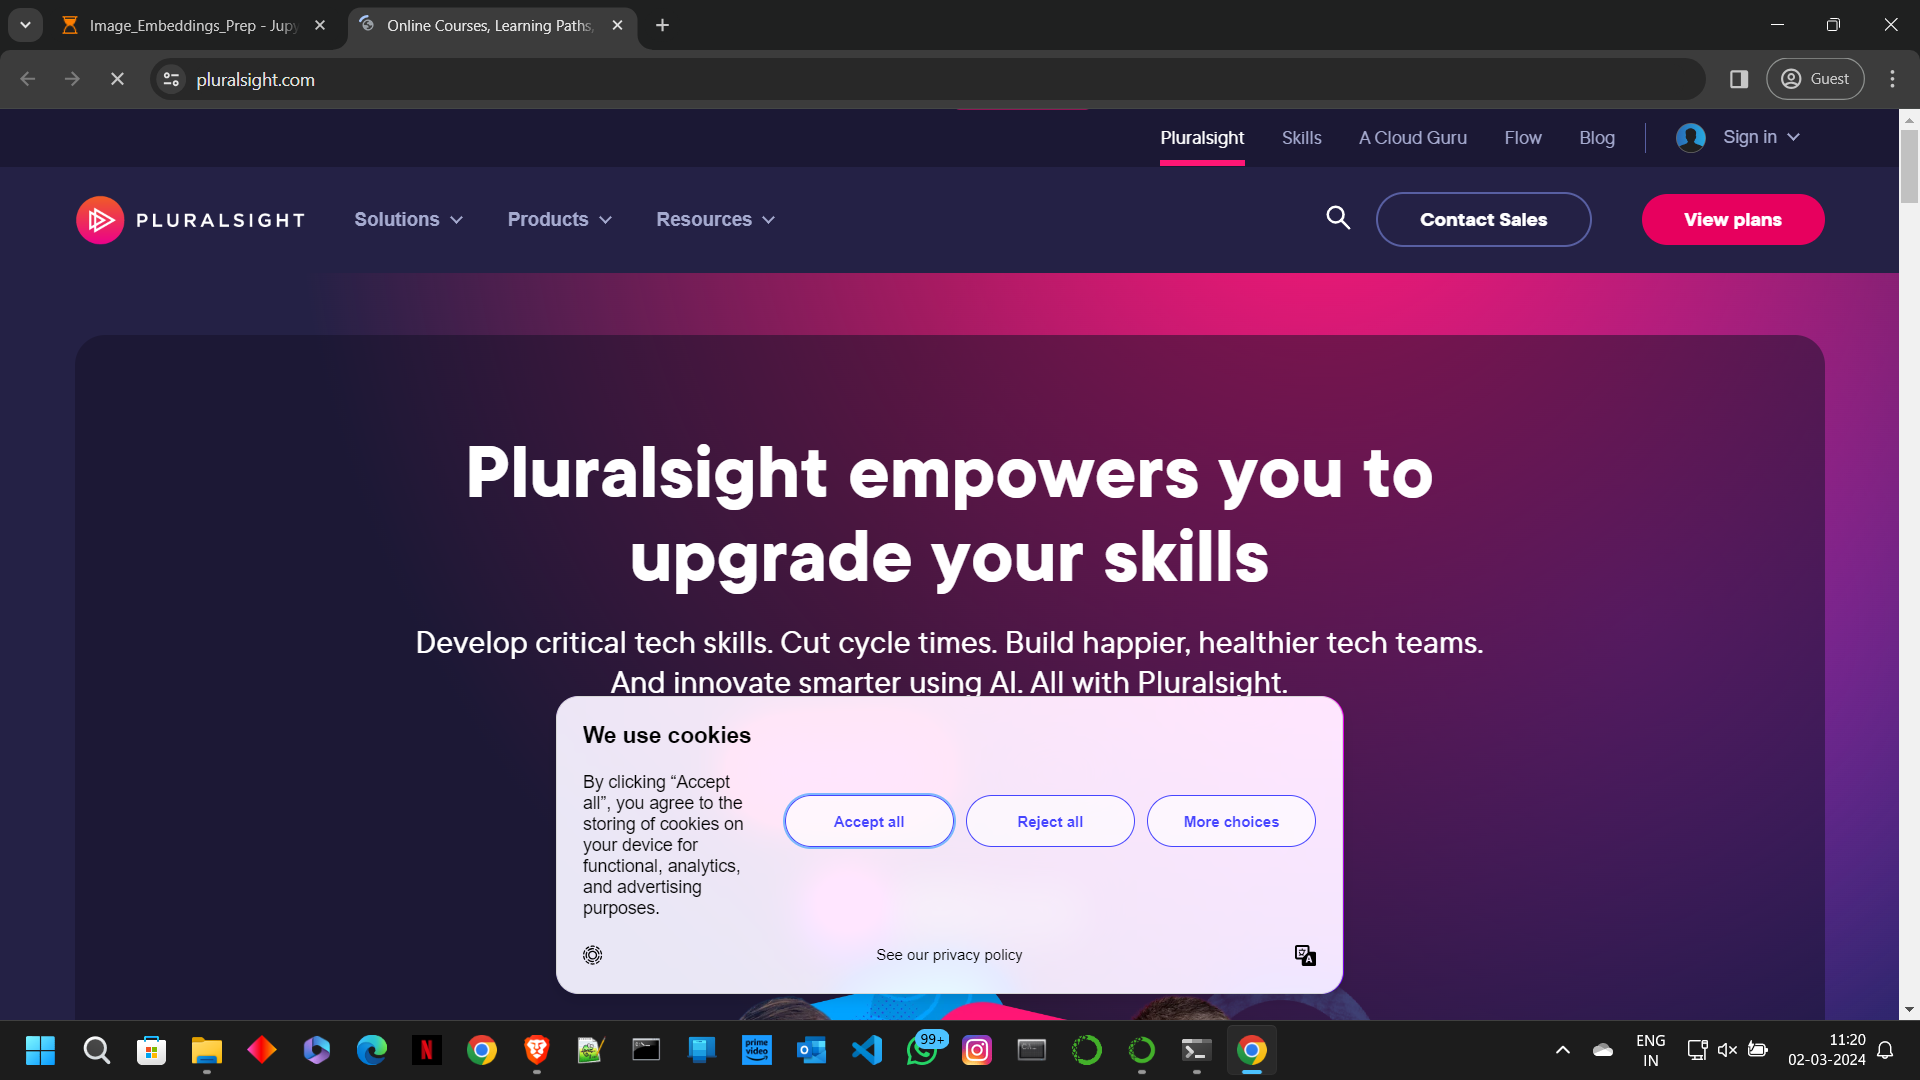 Image_Embeddings_Prep - Jupy
Online Courses, Learning Paths,
pluralsight.com
Guest
Pluralsight
Skills
A Cloud Guru
Flow
Blog
Sign in
PLURALSIGHT
Solutions
Products
Resources
Contact Sales
View plans
Pluralsight empowers you to
upgrade your skills
Develop critical tech skills. Cut cycle times. Build happier, healthier tech teams.
And innovate smarter using AI. All with Pluralsight.
We use cookies
By clicking “Accept
all”, you agree to the
storing of cookies on
your device for
functional, analytics,
and advertising
purposes.
Accept all
Reject all
More choices
See our privacy policy
prime
video
99+
ENG
IN
11:20
02-03-2024